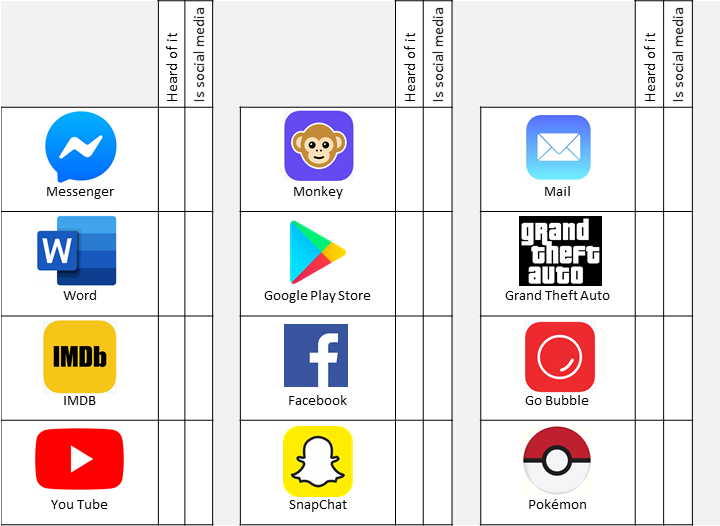 Heard of it
Is social media
Heard of it
Is social media
Heard of it
Is social media
Messenger
Monkey
Mail
W
Word
Google Play Store
grand
theft
auto
Grand Theft Auto
IMDb
IMDB
f
Facebook
Go Bubble
You Tube
SnapChat
Pokémon